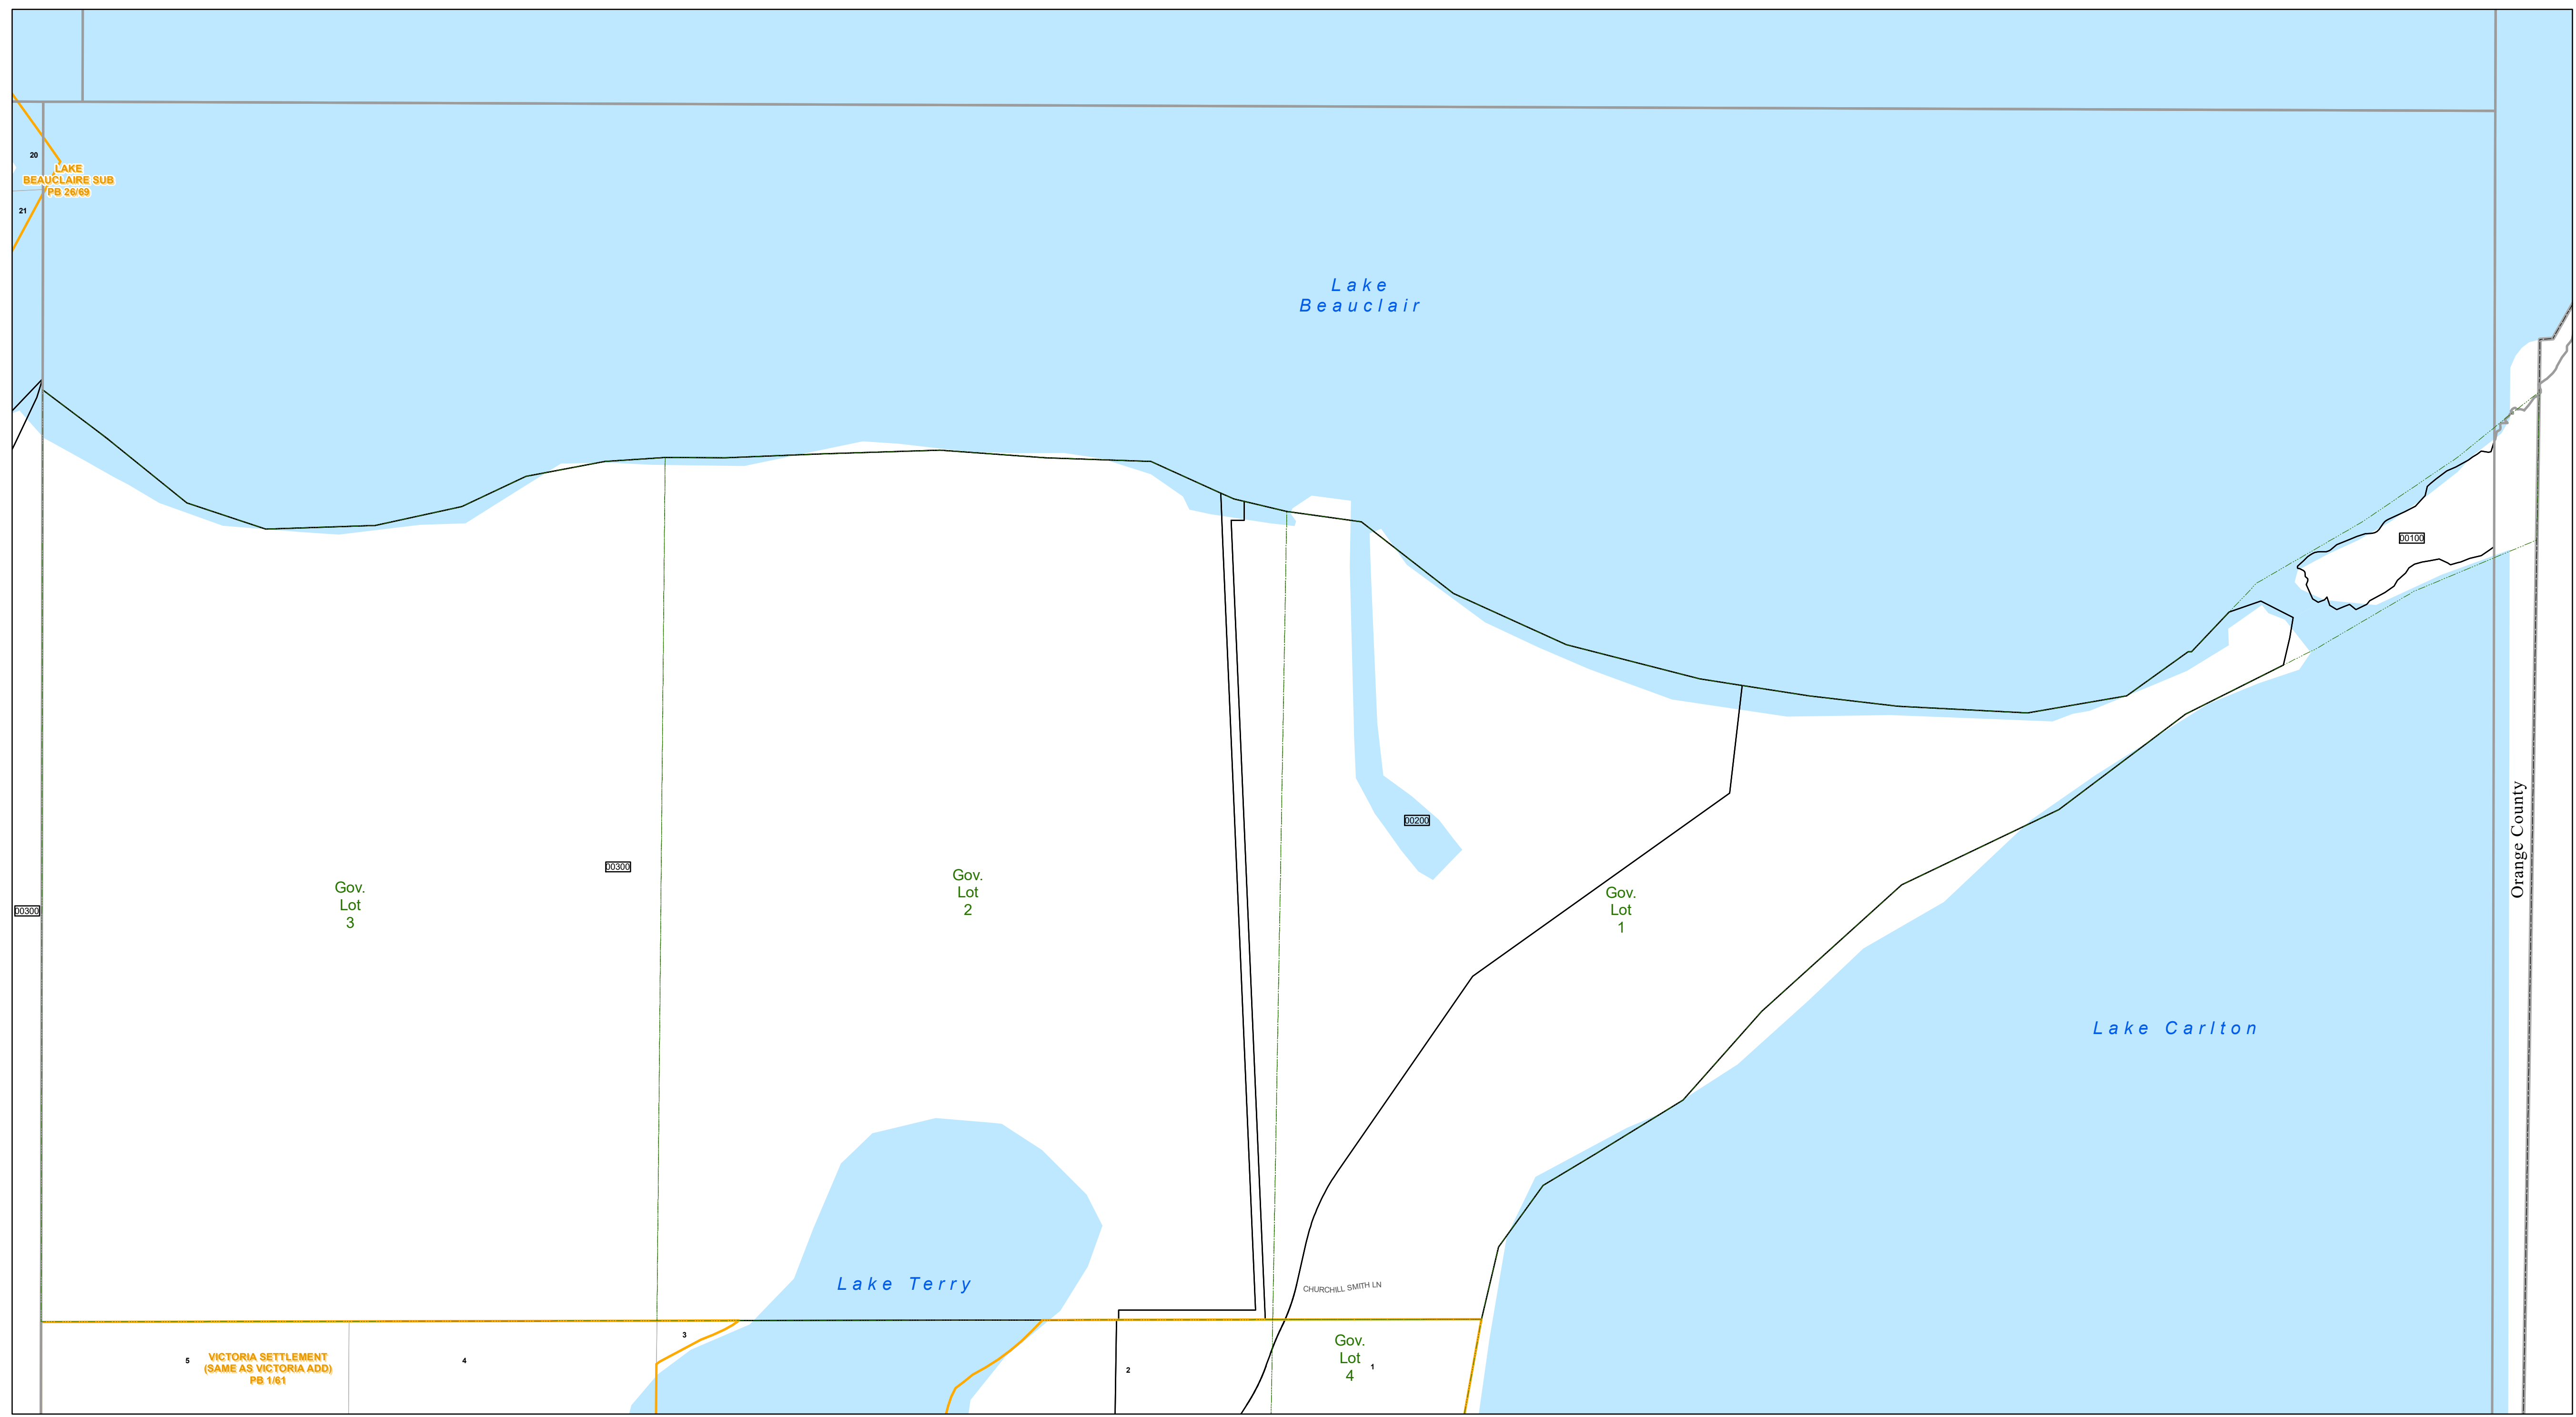 20
LAKE
BEAUCLAIRE SUB
PB 26/69
21
Lake
Beauclair
00100
00200
Orange County
00300
00300
Gov.
Lot
3
Gov.
Lot
2
Gov.
Lot
1
Lake Carlton
Lake Terry
CHURCHILL SMITH LN
3
5
VICTORIA SETTLEMENT
(SAME AS VICTORIA ADD)
PB 1/61
4
2
Gov.
Lot
4
1